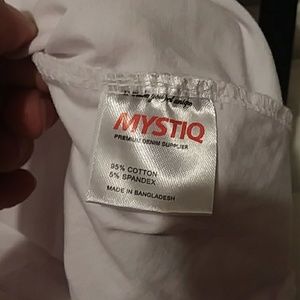 MYSTIQ
PREMIUM DENIM SUPPLIER
95% COTTON
5% SPANDEX
MADE IN BANGLADESH